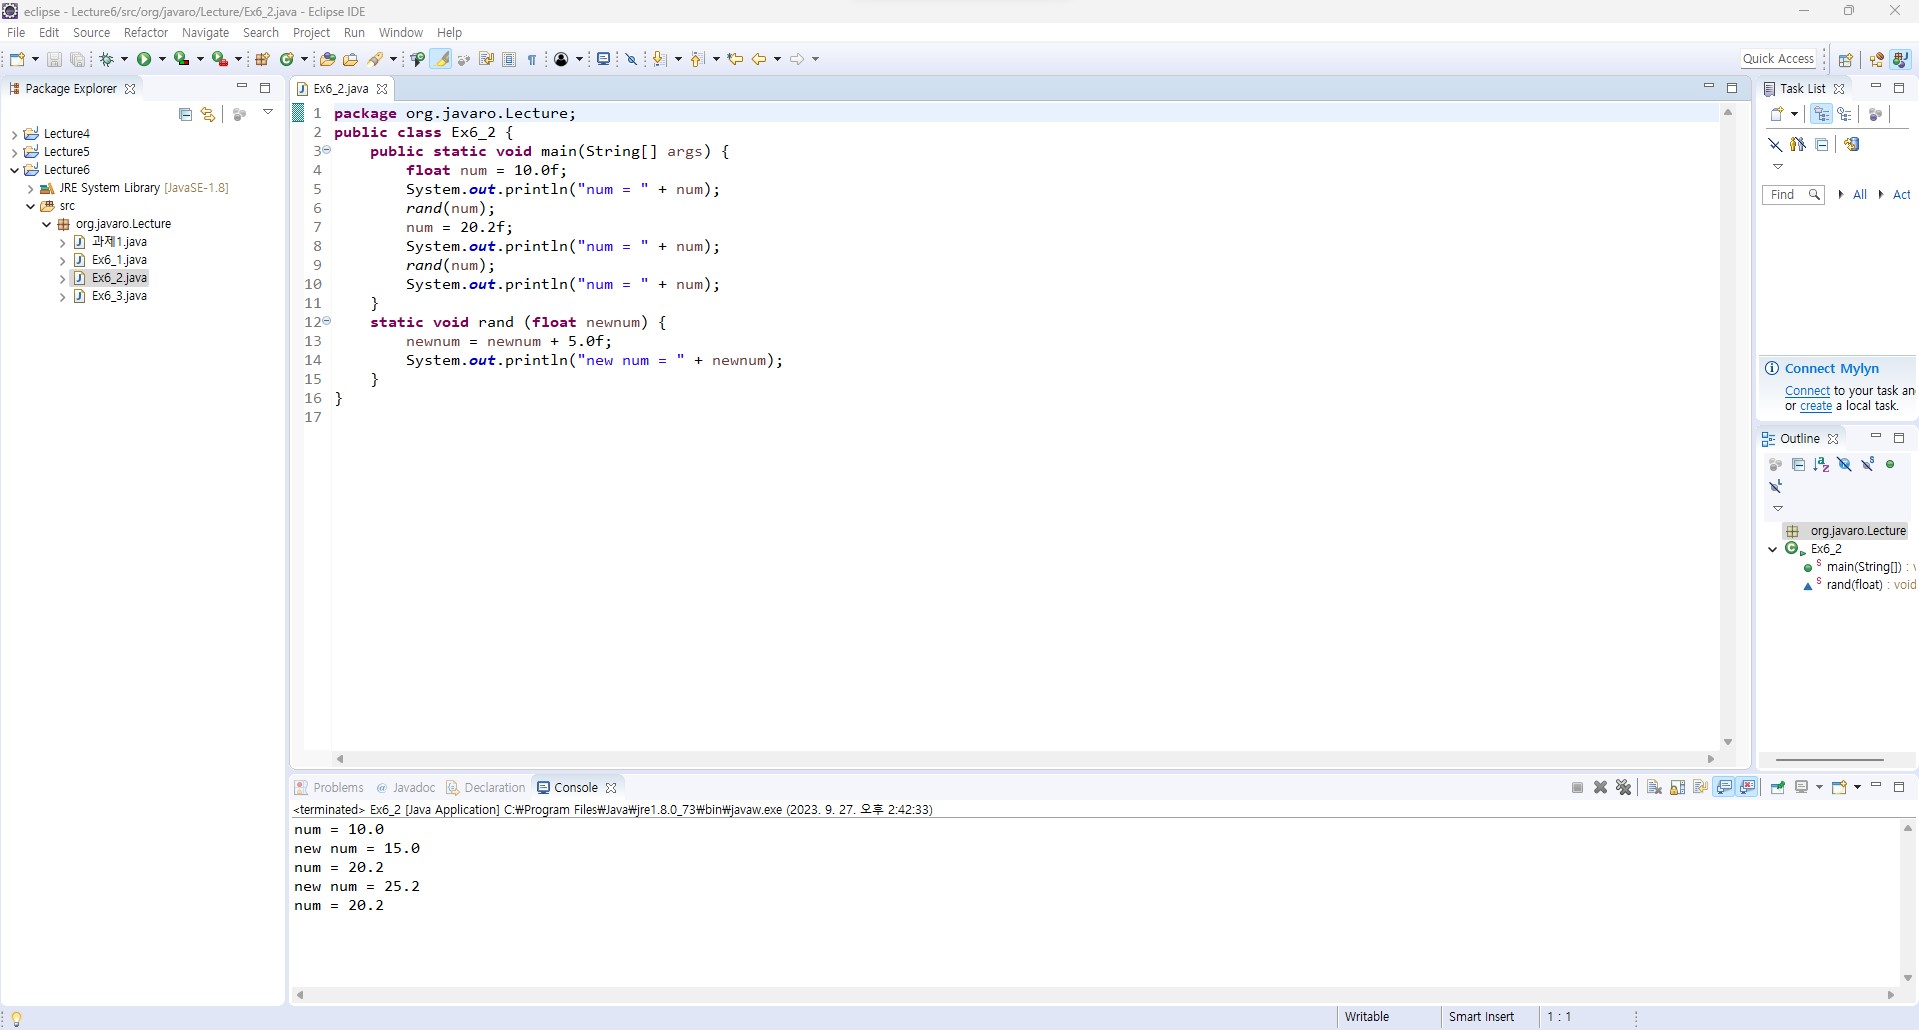 eclipse - Lecture6/src/org/javaro/Lecture/Ex6_2.java - Eclipse IDE
File Edit Source Refactor Navigate Search Project Run Window Help
Quick Access
Package Explorer
Lecture4
Lecture5
Lecture6
JRE System Library [JavaSE-1.8]
src
org.javaro.Lecture
과제1.java
Ex6_1.java
Ex6_2.java
Ex6_3.java
Ex6_2.java
1 package org.javaro.Lecture;
2 public class Ex6_2 {
3 public static void main(String[] args) {
4 float num = 10.0f;
5 System.out.println("num = " + num);
6 rand(num);
7 num = 20.2f;
8 System.out.println("num = " + num);
9 rand(num);
10 System.out.println("num = " + num);
11 }
12 static void rand (float newnum) {
13 newnum = newnum + 5.0f;
14 System.out.println("new num = " + newnum);
15 }
16 }
17
Task List
Find All Act
Connect Mylyn
Connect to your task an
or create a local task.
Outline
org.javaro.Lecture
Ex6_2
main(String[]) : v
rand(float) : void
Problems Javadoc Declaration Console
<terminated> Ex6_2 [Java Application] C:₩Program Files₩Java₩jre1.8.0_73₩bin₩javaw.exe (2023. 9. 27. 오후 2:42:33)
num = 10.0
new num = 15.0
num = 20.2
new num = 25.2
num = 20.2
Writable Smart Insert 1 : 1